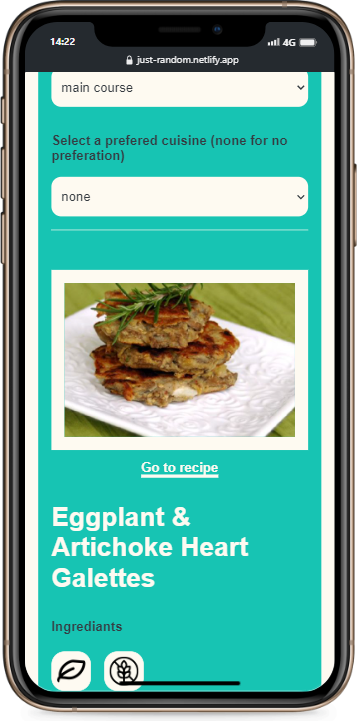 14:22
4G
just-random.netlify.app
main course
Select a prefered cuisine (none for no
preferation)
none
Go to recipe
Eggplant &
Artichoke Heart
Galettes
Ingrediants